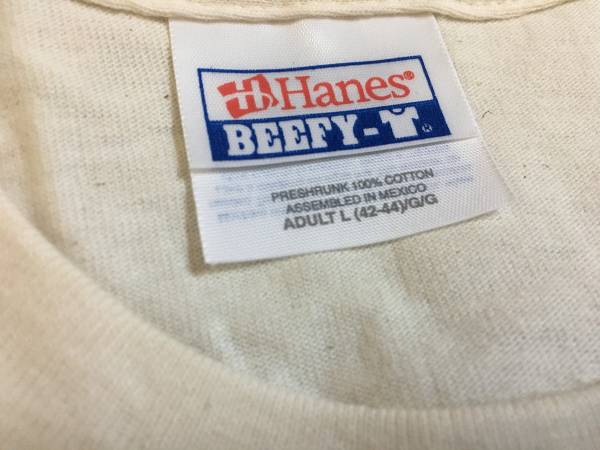 Hanes®
BEEFY-T®
PRESHRUNK 100% COTTON
ASSEMBLED IN MEXICO
ADULT L (42-44)/G/G